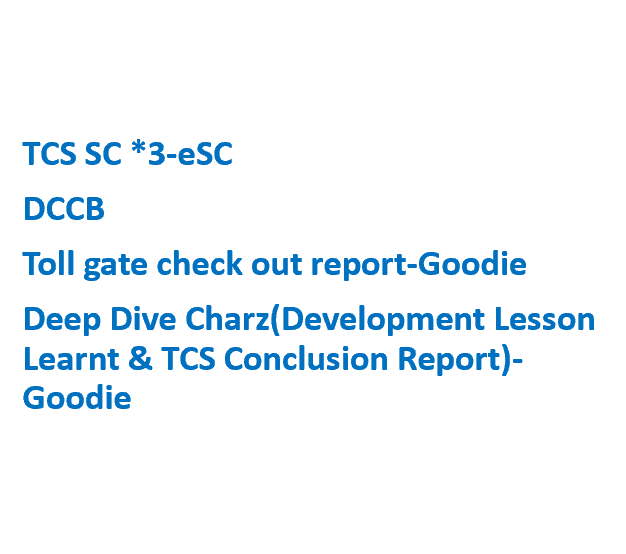 TCS SC *3-eSC
DCCB
Toll gate check out report-Goodie
Deep Dive Charz(Development Lesson
Learnt & TCS Conclusion Report)-
Goodie